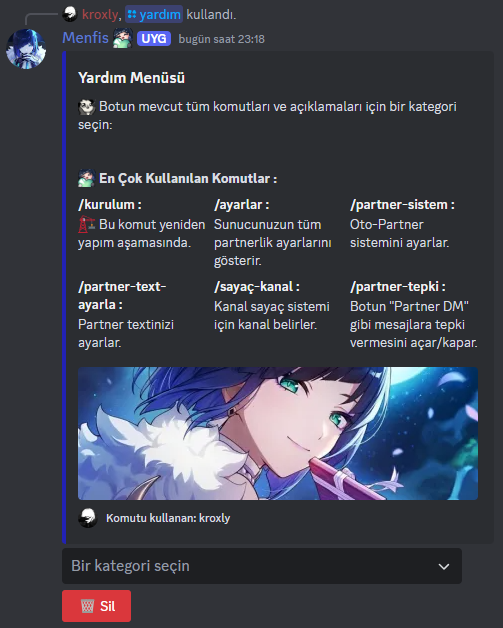 kroxly, yardım kullandı.
Menfis UYG bugün saat 23:18
Yardım Menüsü
Botun mevcut tüm komutları ve açıklamaları için bir kategori
seçin:
En Çok Kullanılan Komutlar :
/kurulum :
Bu komut yeniden
yapım aşamasında.
/ayarlar :
Sunucunuzun tüm
partnerlik ayarlarını
gösterir.
/partner-sistem :
Oto-Partner
sistemini ayarlar.
/partner-text-
ayarla :
Partner textinizi
ayarlar.
/sayaç-kanal :
Kanal sayaç sistemi
için kanal belirler.
/partner-tepki :
Botun "Partner DM"
gibi mesajlara tepki
vermesini açar/kapar.
Komutu kullanan: kroxly
Bir kategori seçin
Sil